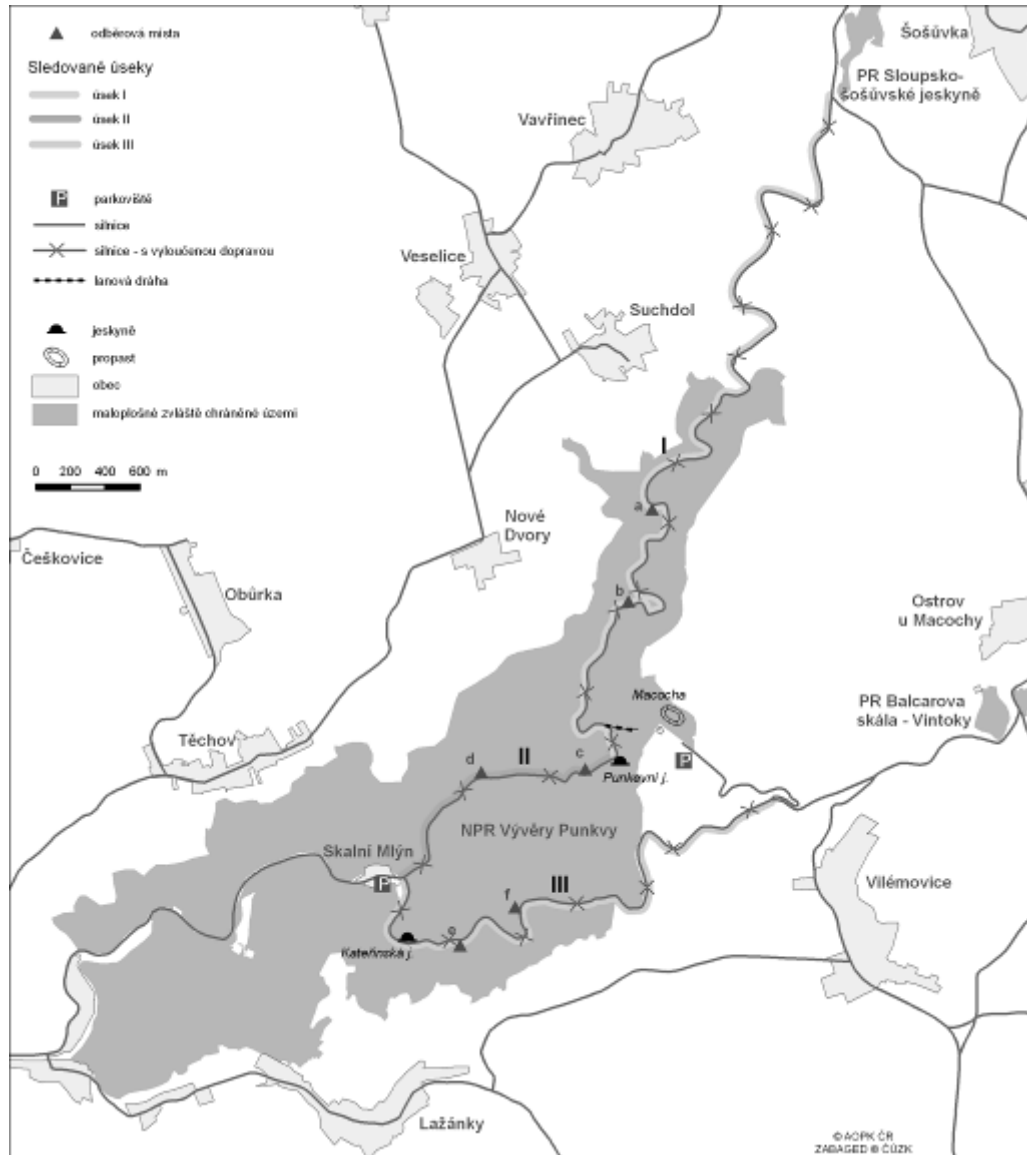 odběrová místa
Sledované úseky
úsek I
úsek II
úsek III
P
parkoviště
silnice
silnice - s vyloučenou dopravou
lanová dráha
jeskyně
propast
obec
maloplošné zvláště chráněné území
0 200 400 600 m
Šošůvka
PR Sloupsko-
šošůvské jeskyně
Vavřinec
Veselice
Suchdol
I
a
Nové
Dvory
Češkovice
Obůrka
b
Ostrov
u Macochy
Macocha
PR Balcarova
skála - Vintoky
Těchov
d
II
c
Punkevní j.
P
NPR Vývěry Punkvy
Skalní Mlýn
P
III
f
Vilémovice
e
Kateřinská j.
Lažánky
© AOPK ČR
ZABAGED © ČÚZK